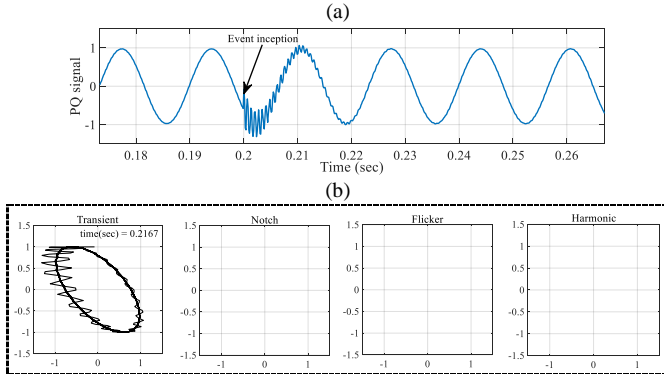 (a)
Event inception
PQ signal
1
0
-1
0.18 0.19 0.2 0.21 0.22 0.23 0.24 0.25 0.26
Time (sec)
(b)
Transient Notch Flicker Harmonic
time(sec) = 0.2167
1.5 1.5 1.5 1.5
1 1 1 1
0.5 0.5 0.5 0.5
0 0 0 0
-0.5 -0.5 -0.5 -0.5
-1 -1 -1 -1
-1.5 -1.5 -1.5 -1.5
-1 0 1 -1 0 1 -1 0 1 -1 0 1